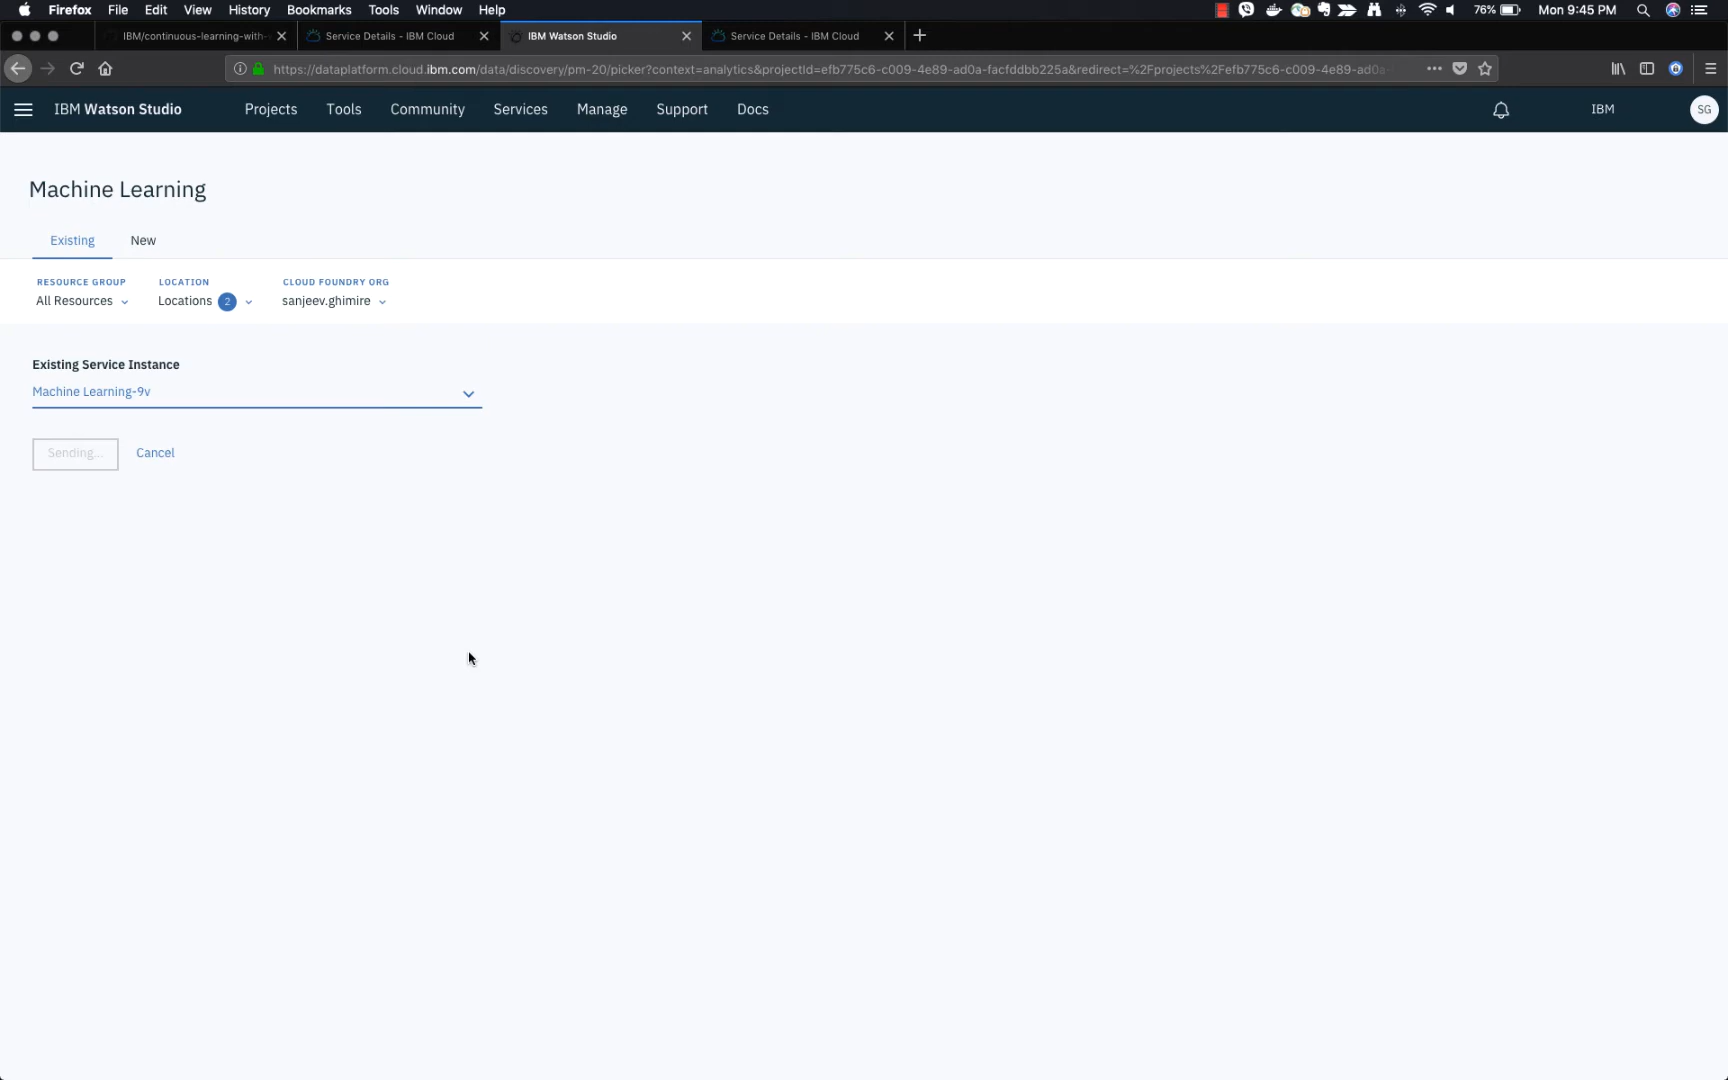 Firefox File Edit View History Bookmarks Tools Window Help 76% Mon 9:45 PM
IBM/continuous-learning-with- Service Details - IBM Cloud IBM Watson Studio Service Details - IBM Cloud
https://dataplatform.cloud.ibm.com/data/discovery/pm-20/picker?context=analytics&projectId=efb775c6-c009-4e89-ad0a-facfddbb225a&redirect=%2Fprojects%2Fefb775c6-c009-4e89-ad0a-
IBM Watson Studio Projects Tools Community Services Manage Support Docs IBM SG
Machine Learning
Existing New
RESOURCE GROUP LOCATION CLOUD FOUNDRY ORG
All Resources Locations 2 sanjeev.ghimire
Existing Service Instance
Machine Learning-9v
Sending... Cancel